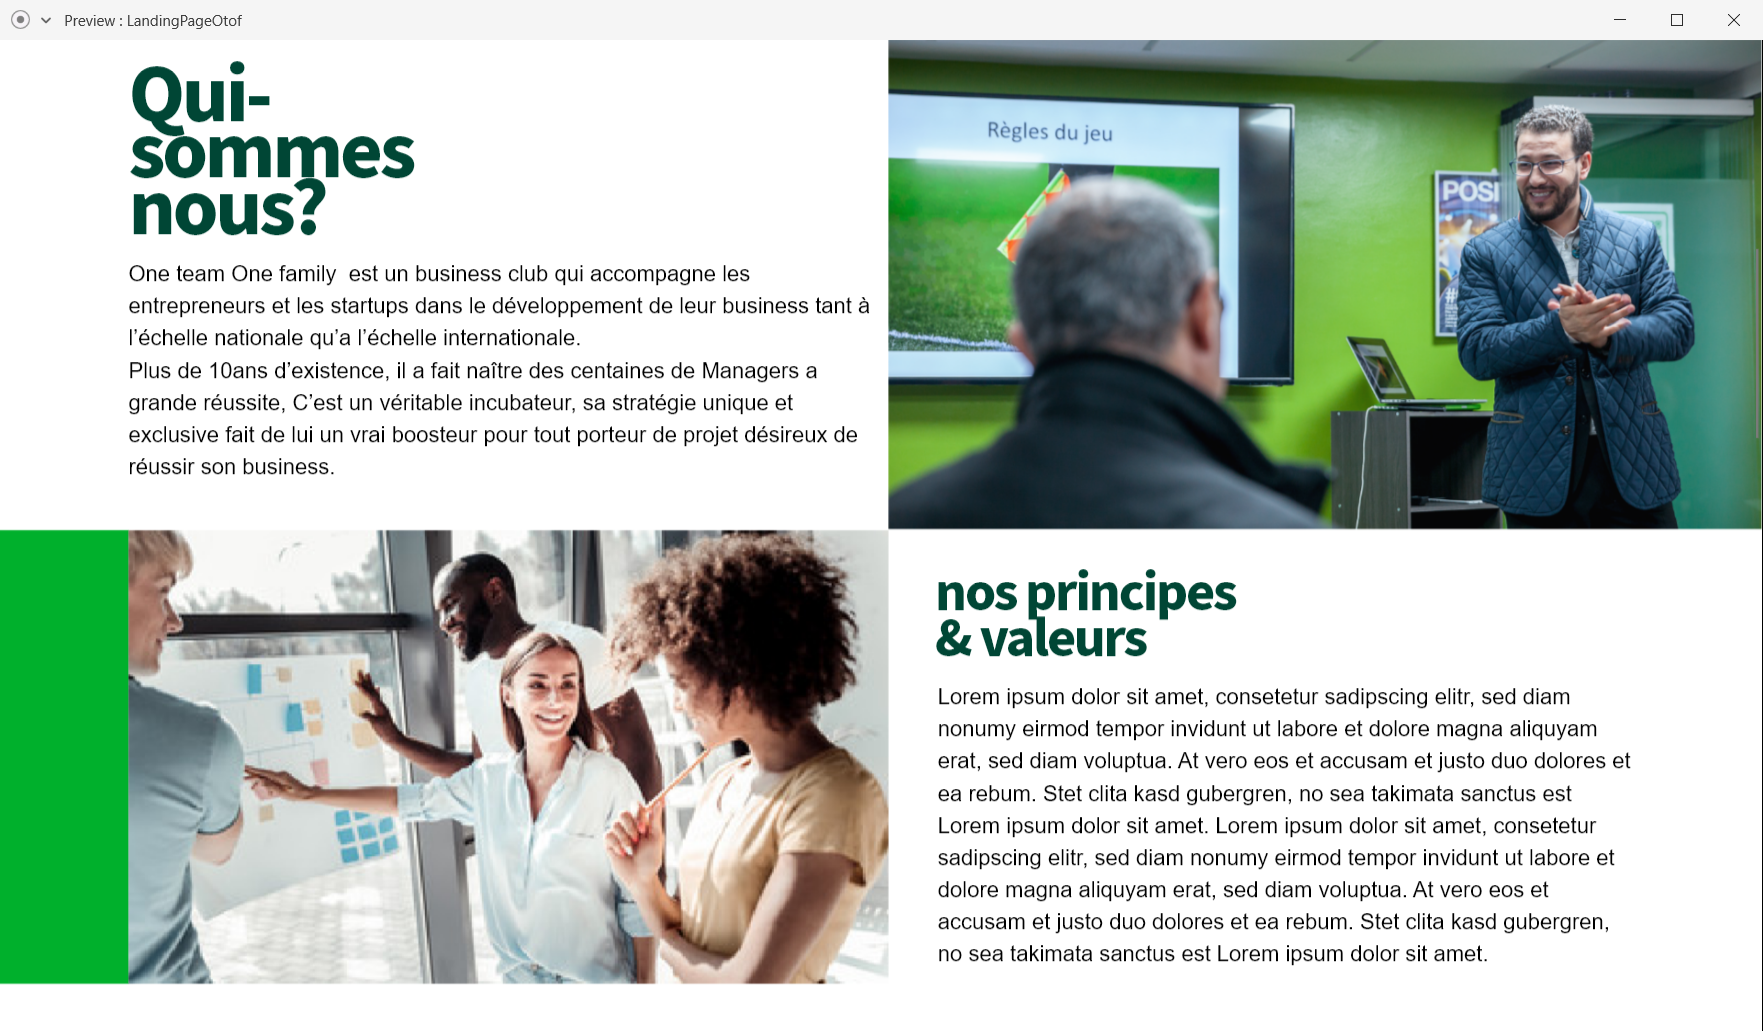 Preview : LandingPageOtof
Qui-
sommes
nous?
One team One family  est un business club qui accompagne les
entrepreneurs et les startups dans le développement de leur business tant à
l’échelle nationale qu’a l’échelle internationale.
Plus de 10ans d’existence, il a fait naître des centaines de Managers a
grande réussite, C’est un véritable incubateur, sa stratégie unique et
exclusive fait de lui un vrai boosteur pour tout porteur de projet désireux de
réussir son business.
Règles du jeu
POSI
nos principes
& valeurs
Lorem ipsum dolor sit amet, consetetur sadipscing elitr, sed diam
nonumy eirmod tempor invidunt ut labore et dolore magna aliquyam
erat, sed diam voluptua. At vero eos et accusam et justo duo dolores et
ea rebum. Stet clita kasd gubergren, no sea takimata sanctus est
Lorem ipsum dolor sit amet. Lorem ipsum dolor sit amet, consetetur
sadipscing elitr, sed diam nonumy eirmod tempor invidunt ut labore et
dolore magna aliquyam erat, sed diam voluptua. At vero eos et
accusam et justo duo dolores et ea rebum. Stet clita kasd gubergren,
no sea takimata sanctus est Lorem ipsum dolor sit amet.